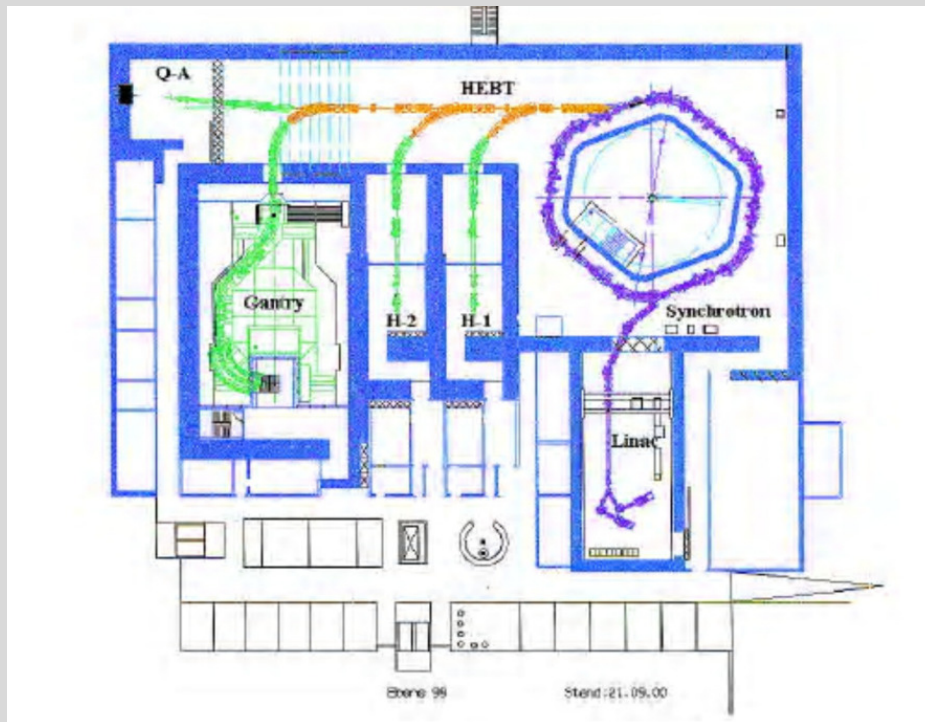 Q-A
HEBT
Gantry
H-2
H-1
Synchrotron
Linac
Ebene 99
Stand:21.09.00